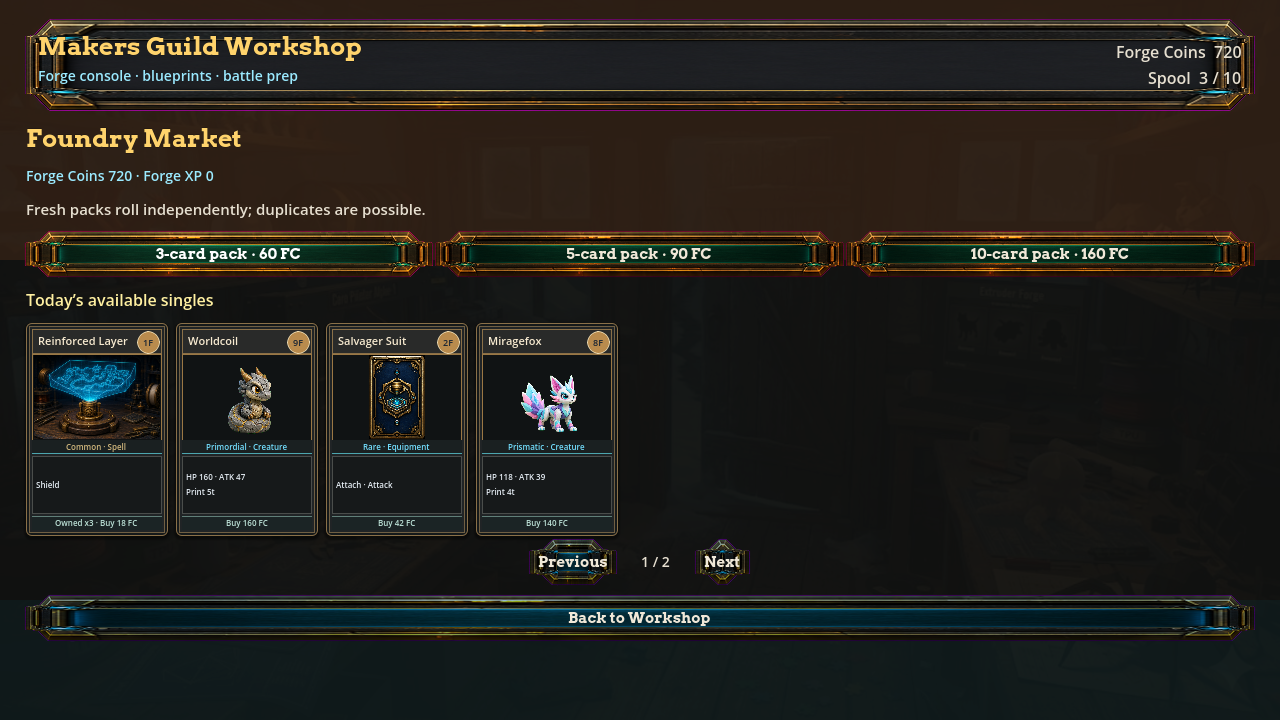 Makers Guild Workshop
Forge console · blueprints · battle prep
Forge Coins 720
Spool 3 / 10
Foundry Market
Forge Coins 720 · Forge XP 0
Fresh packs roll independently; duplicates are possible.
3-card pack · 60 FC
5-card pack · 90 FC
10-card pack · 160 FC
Today's available singles
Reinforced Layer
1F
Common · Spell
Shield
Owned x3 · Buy 18 FC
Worldcoil
9F
Primordial · Creature
HP 160 · ATK 47
Print 5t
Buy 160 FC
Salvager Suit
2F
Rare · Equipment
Attach · Attack
Buy 42 FC
Miragefox
8F
Prismatic · Creature
HP 118 · ATK 39
Print 4t
Buy 140 FC
Previous
1 / 2
Next
Back to Workshop